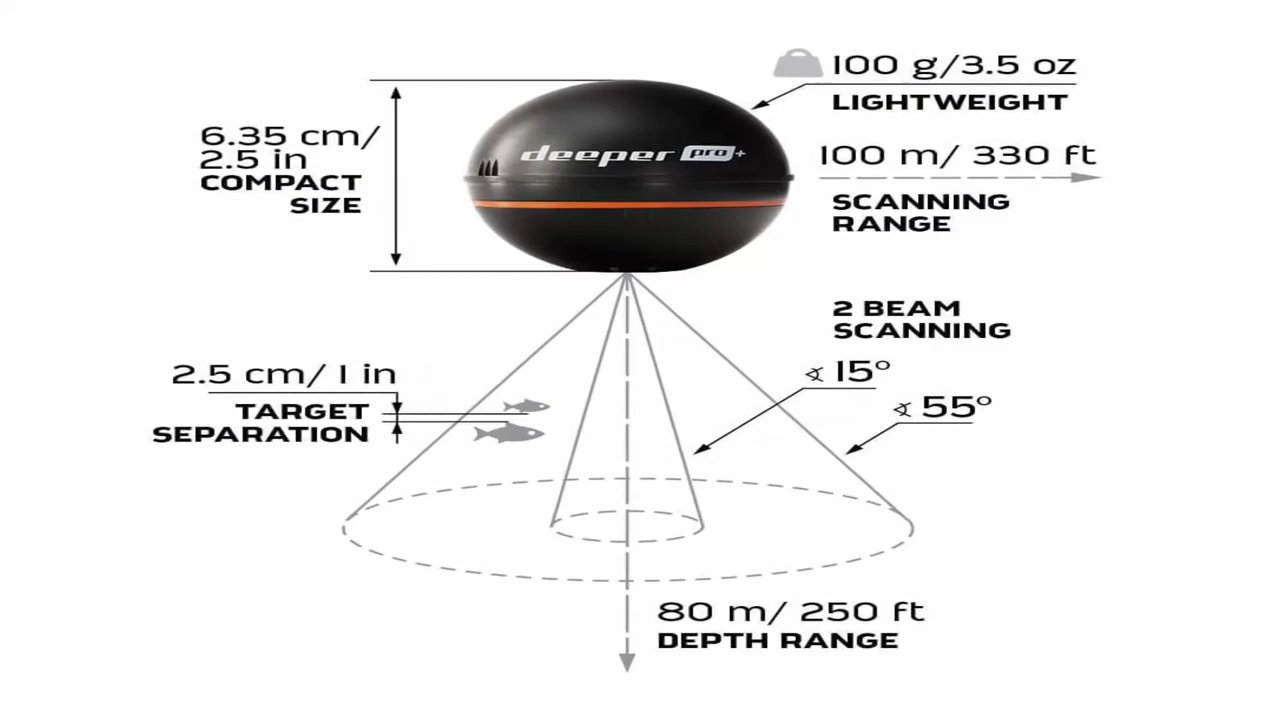 100 g/3.5 oz
LIGHTWEIGHT
6.35 cm/
2.5 in
COMPACT
SIZE
deeper pro+
100 m/ 330 ft
SCANNING
RANGE
2 BEAM
SCANNING
∢ 15°
∢ 55°
2.5 cm/ 1 in
TARGET
SEPARATION
80 m/ 250 ft
DEPTH RANGE